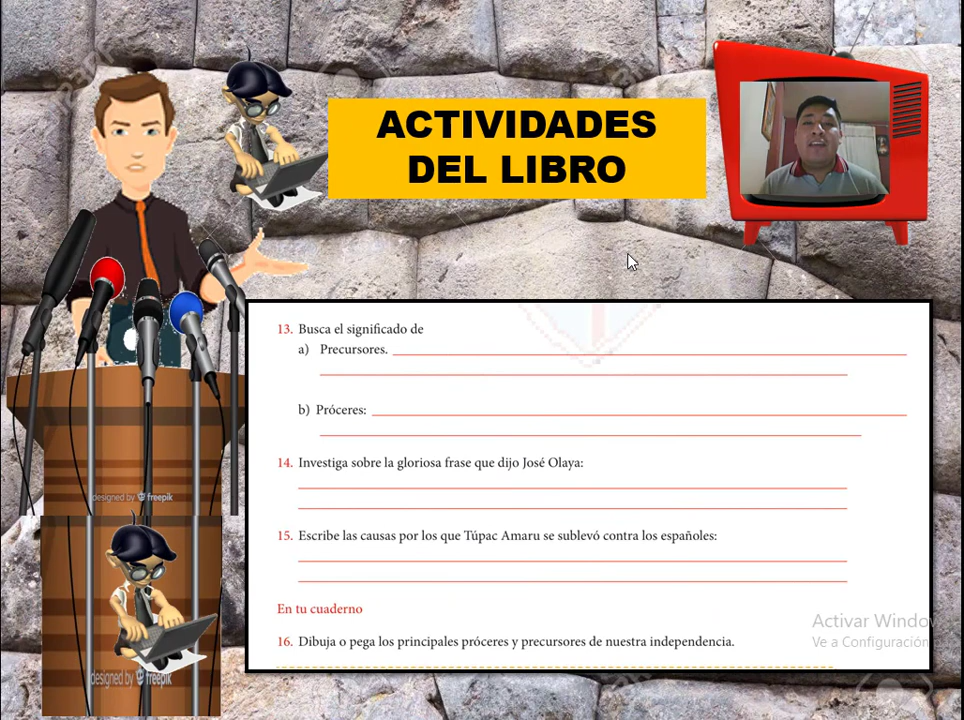 ACTIVIDADES
DEL LIBRO
13. Busca el significado de
a) Precursores.
b) Próceres:
14. Investiga sobre la gloriosa frase que dijo José Olaya:
15. Escribe las causas por los que Túpac Amaru se sublevó contra los españoles:
En tu cuaderno
16. Dibuja o pega los principales próceres y precursores de nuestra independencia.
designed by freepik
designed by freepik
Activar Window
Ve a Configuración